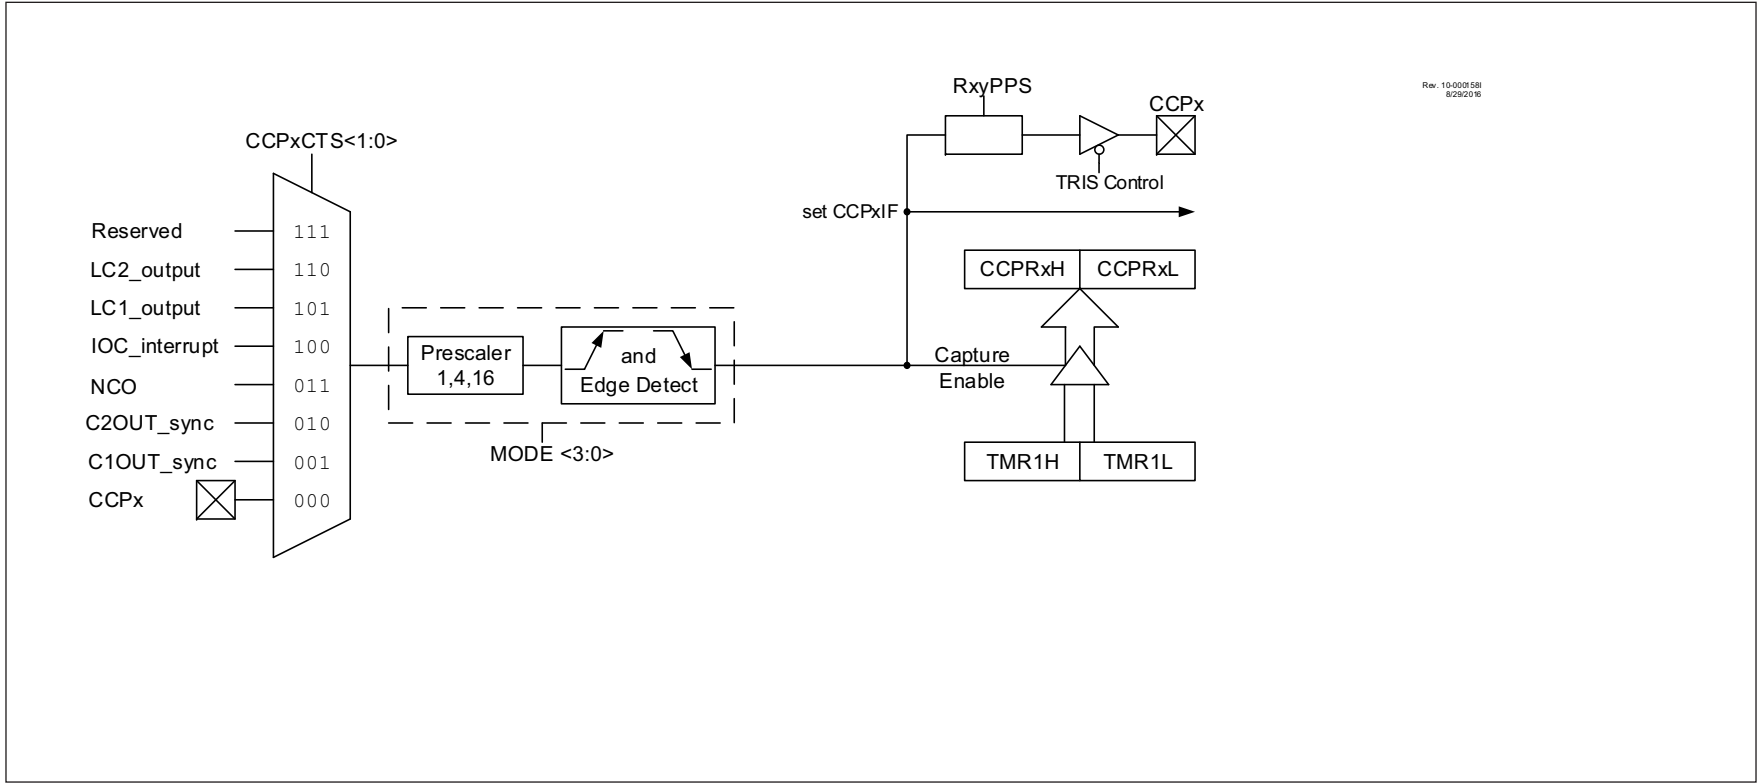 RxyPPS
CCPx
Rev. 10-000158I
8/29/2016
CCPxCTS<1:0>
TRIS Control
set CCPxIF
Reserved
111
LC2_output
110
CCPRxH
CCPRxL
LC1_output
101
IOC_interrupt
100
Prescaler
1,4,16
and
Edge Detect
Capture
Enable
NCO
011
C2OUT_sync
010
MODE <3:0>
C1OUT_sync
001
TMR1H
TMR1L
CCPx
000